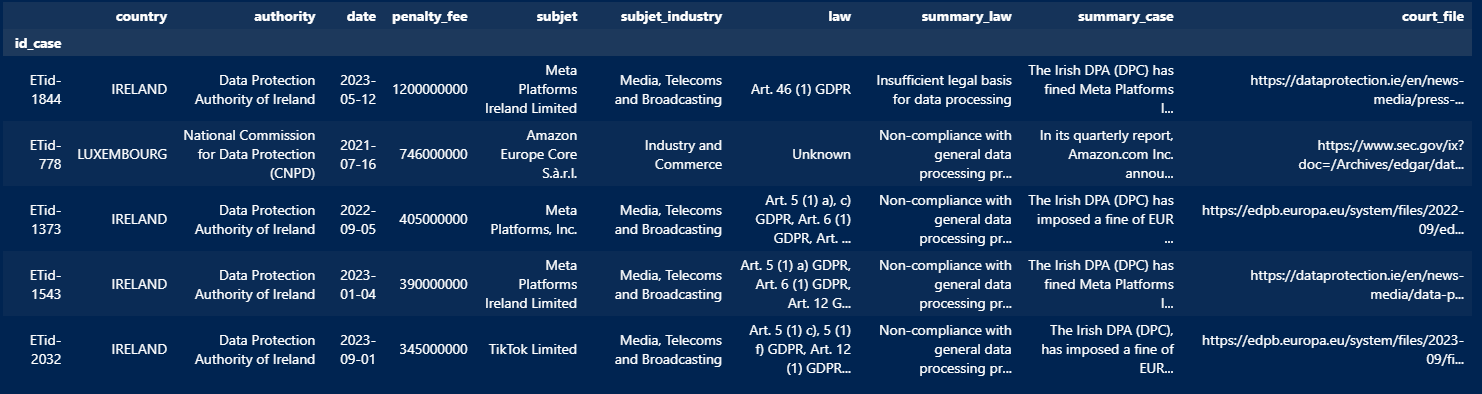 country authority date penalty_fee subjet subjet_industry law summary_law summary_case court_file
id_case
ETid-1844 IRELAND Data Protection Authority of Ireland 2023-05-12 1200000000 Meta Platforms Ireland Limited Media, Telecoms and Broadcasting Art. 46 (1) GDPR Insufficient legal basis for data processing The Irish DPA (DPC) has fined Meta Platforms I... https://dataprotection.ie/en/news-media/press-...
ETid-778 LUXEMBOURG National Commission for Data Protection (CNPD) 2021-07-16 746000000 Amazon Europe Core S.à.r.l. Industry and Commerce Unknown Non-compliance with general data processing pr... In its quarterly report, Amazon.com Inc. annou... https://www.sec.gov/ix?doc=/Archives/edgar/dat...
ETid-1373 IRELAND Data Protection Authority of Ireland 2022-09-05 405000000 Meta Platforms, Inc. Media, Telecoms and Broadcasting Art. 5 (1) a), c) GDPR, Art. 6 (1) GDPR, Art. ... Non-compliance with general data processing pr... The Irish DPA (DPC) has imposed a fine of EUR ... https://edpb.europa.eu/system/files/2022-09/ed...
ETid-1543 IRELAND Data Protection Authority of Ireland 2023-01-04 390000000 Meta Platforms Ireland Limited Media, Telecoms and Broadcasting Art. 5 (1) a) GDPR, Art. 6 (1) GDPR, Art. 12 G... Non-compliance with general data processing pr... The Irish DPA (DPC) has fined Meta Platforms I... https://dataprotection.ie/en/news-media/data-p...
ETid-2032 IRELAND Data Protection Authority of Ireland 2023-09-01 345000000 TikTok Limited Media, Telecoms and Broadcasting Art. 5 (1) c), 5 (1) f) GDPR, Art. 12 (1) GDPR... Non-compliance with general data processing pr... The Irish DPA (DPC), has imposed a fine of EUR... https://edpb.europa.eu/system/files/2023-09/fi...